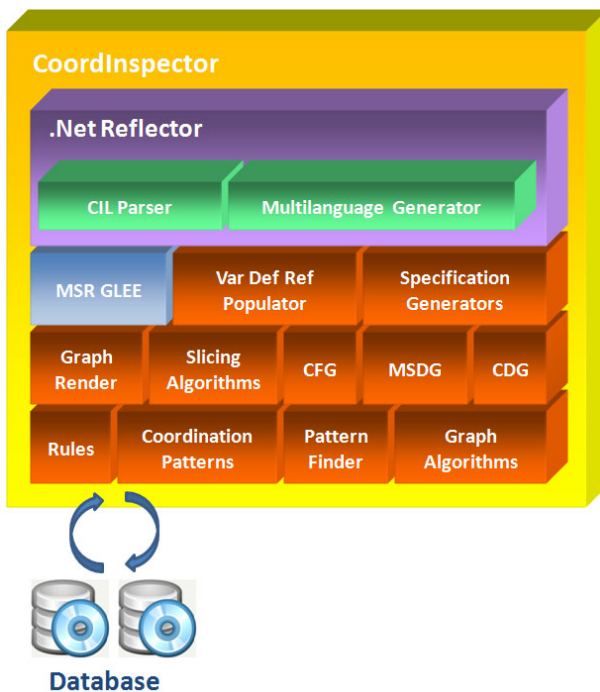 CoordInspector
.Net Reflector
CIL Parser
Multilanguage Generator
MSR GLEE
Var Def Ref
Populator
Specification
Generators
Graph
Render
Slicing
Algorithms
CFG
MSDG
CDG
Rules
Coordination
Patterns
Pattern
Finder
Graph
Algorithms
Database